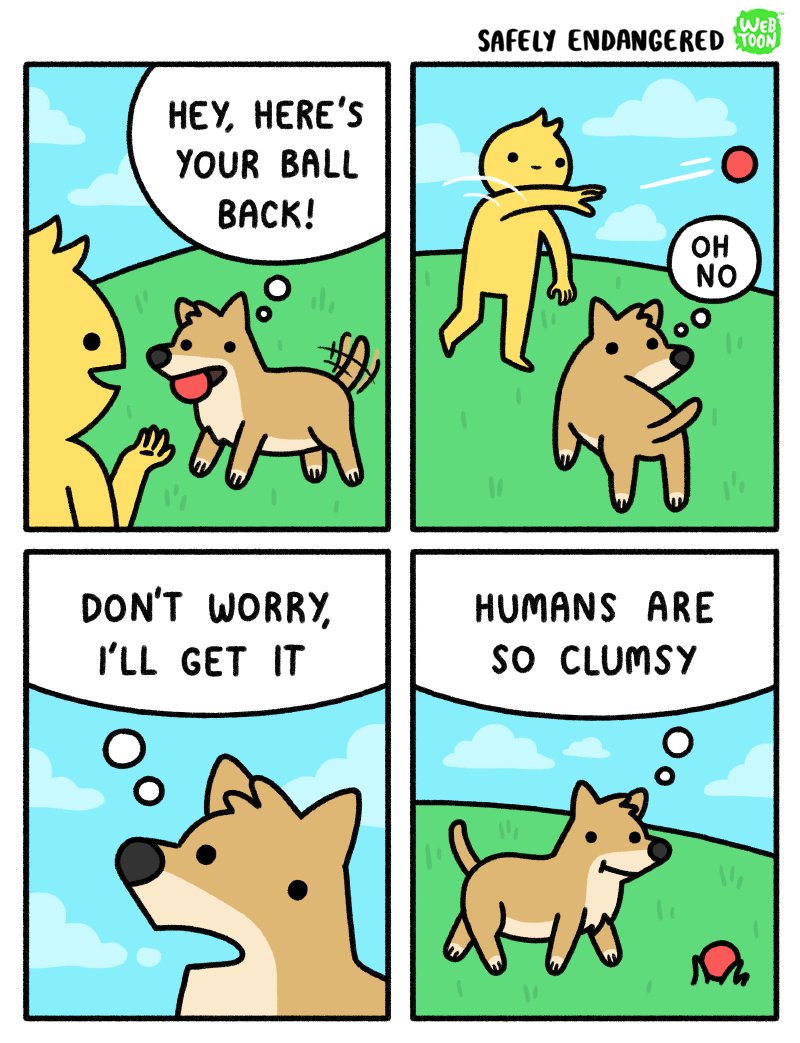 SAFELY ENDANGERED
WEB
TOON
HEY, HERE'S
YOUR BALL
BACK!
OH
NO
DON'T WORRY,
I'LL GET IT
HUMANS ARE
SO CLUMSY